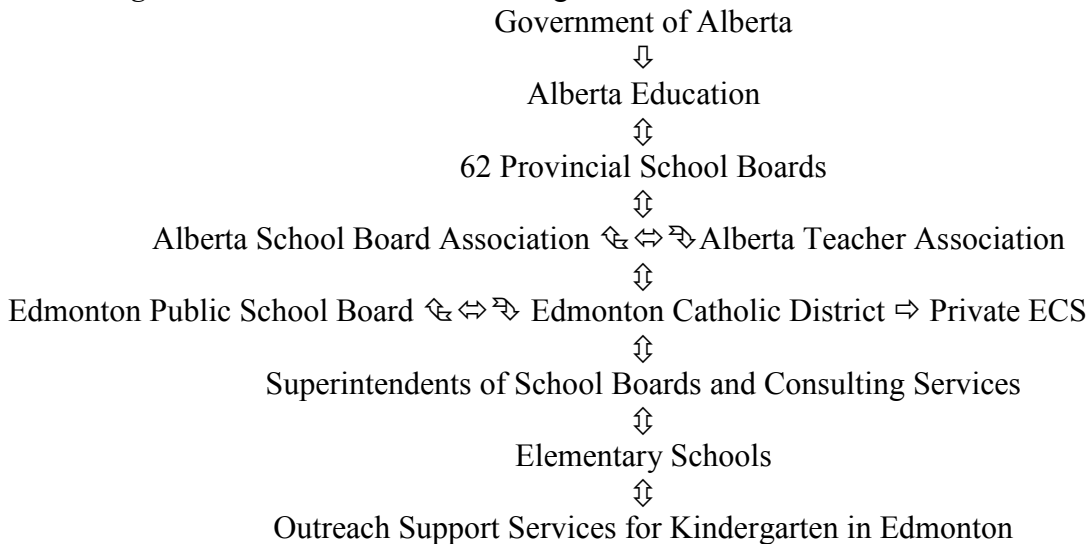 Government of Alberta
⇩
Alberta Education
⇳
62 Provincial School Boards
⇳
Alberta School Board Association ⇔ Alberta Teacher Association
⇳
Edmonton Public School Board ⇔ Edmonton Catholic District ⇨ Private ECS
⇳
Superintendents of School Boards and Consulting Services
⇳
Elementary Schools
⇳
Outreach Support Services for Kindergarten in Edmonton